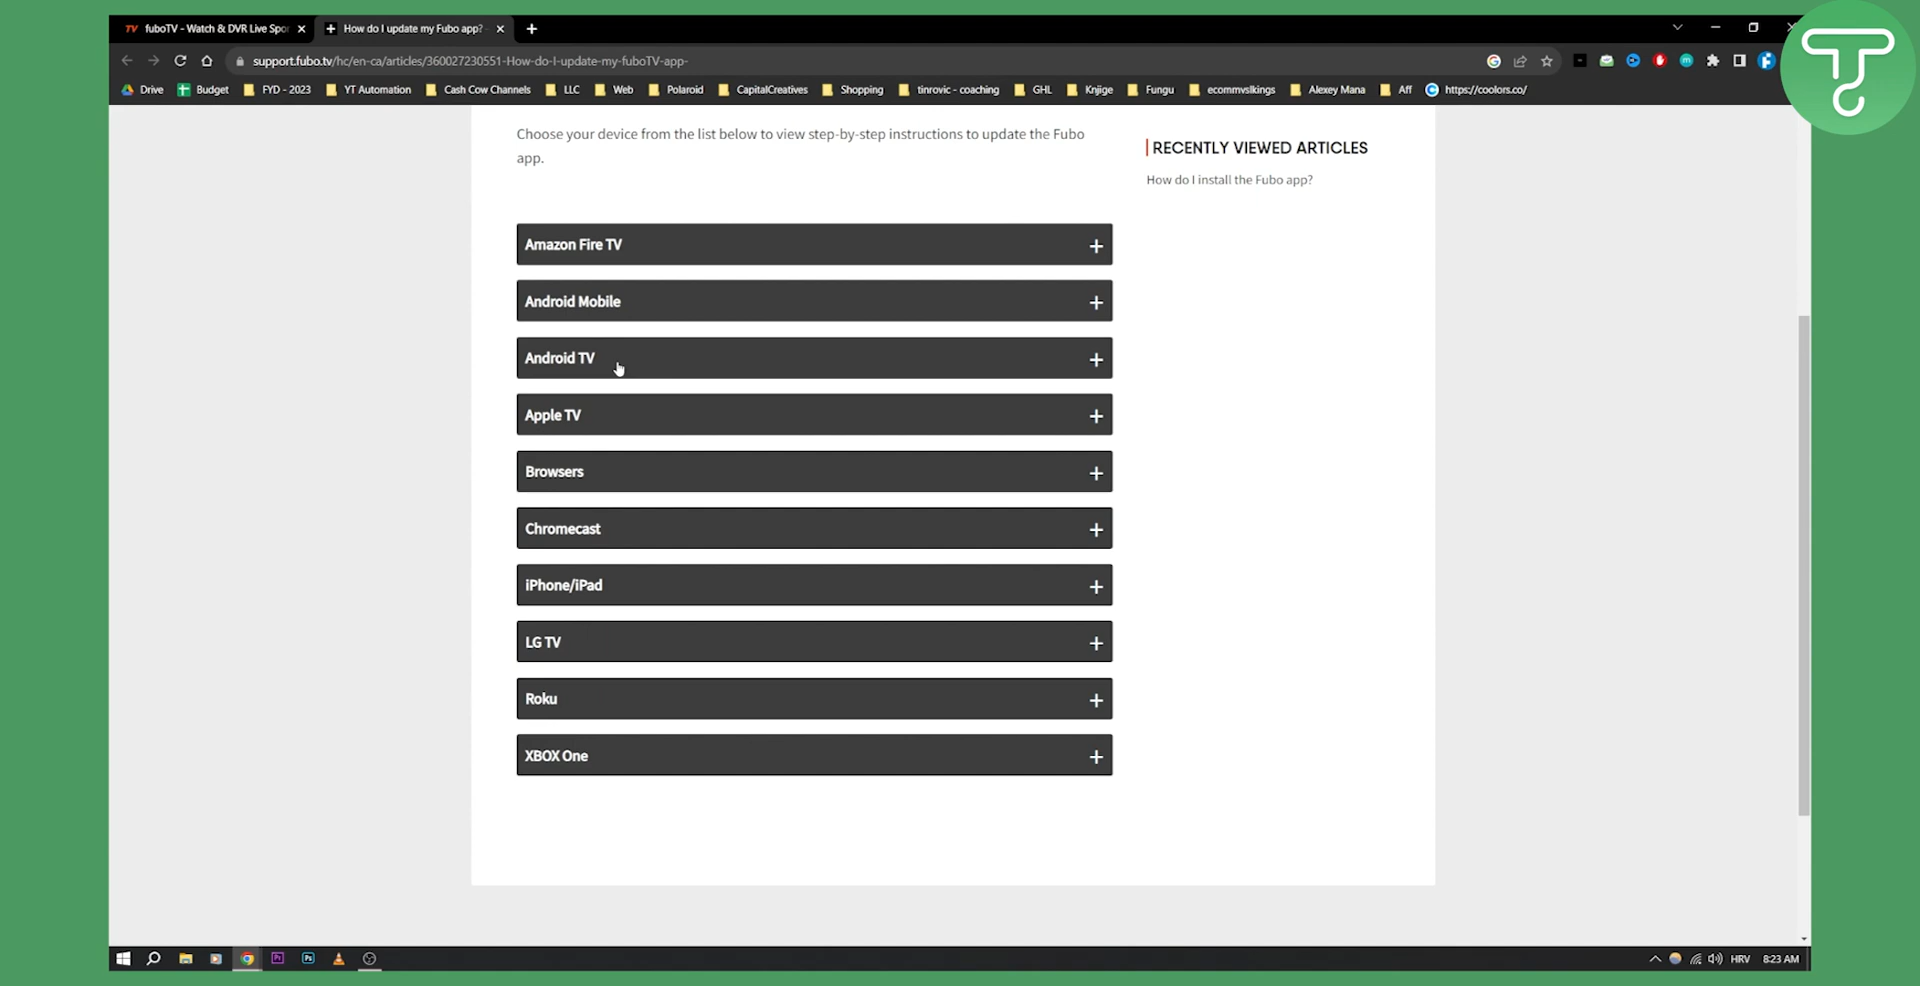 fuboTV - Watch & DVR Live Spo
How do I update my Fubo app?
support.fubo.tv/hc/en-ca/articles/360027230551-How-do-I-update-my-fuboTV-app-
Drive
Budget
FYD - 2023
YT Automation
Cash Cow Channels
LLC
Web
Polaroid
CapitalCreatives
Shopping
tinrovic - coaching
GHL
Knjige
Fungu
ecommvslkings
Alexey Mana
Aff
https://coolors.co/
Choose your device from the list below to view step-by-step instructions to update the Fubo
app.
RECENTLY VIEWED ARTICLES
How do I install the Fubo app?
Amazon Fire TV
Android Mobile
Android TV
Apple TV
Browsers
Chromecast
iPhone/iPad
LG TV
Roku
XBOX One
HRV
8:23 AM